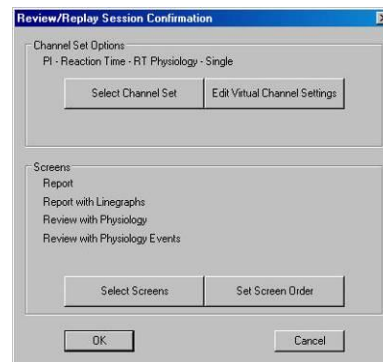 Review/Replay Session Confirmation
Channel Set Options
PI - Reaction Time - RT Physiology - Single
Select Channel Set
Edit Virtual Channel Settings
Screens
Report
Report with Linegraphs
Review with Physiology
Review with Physiology Events
Select Screens
Set Screen Order
OK
Cancel